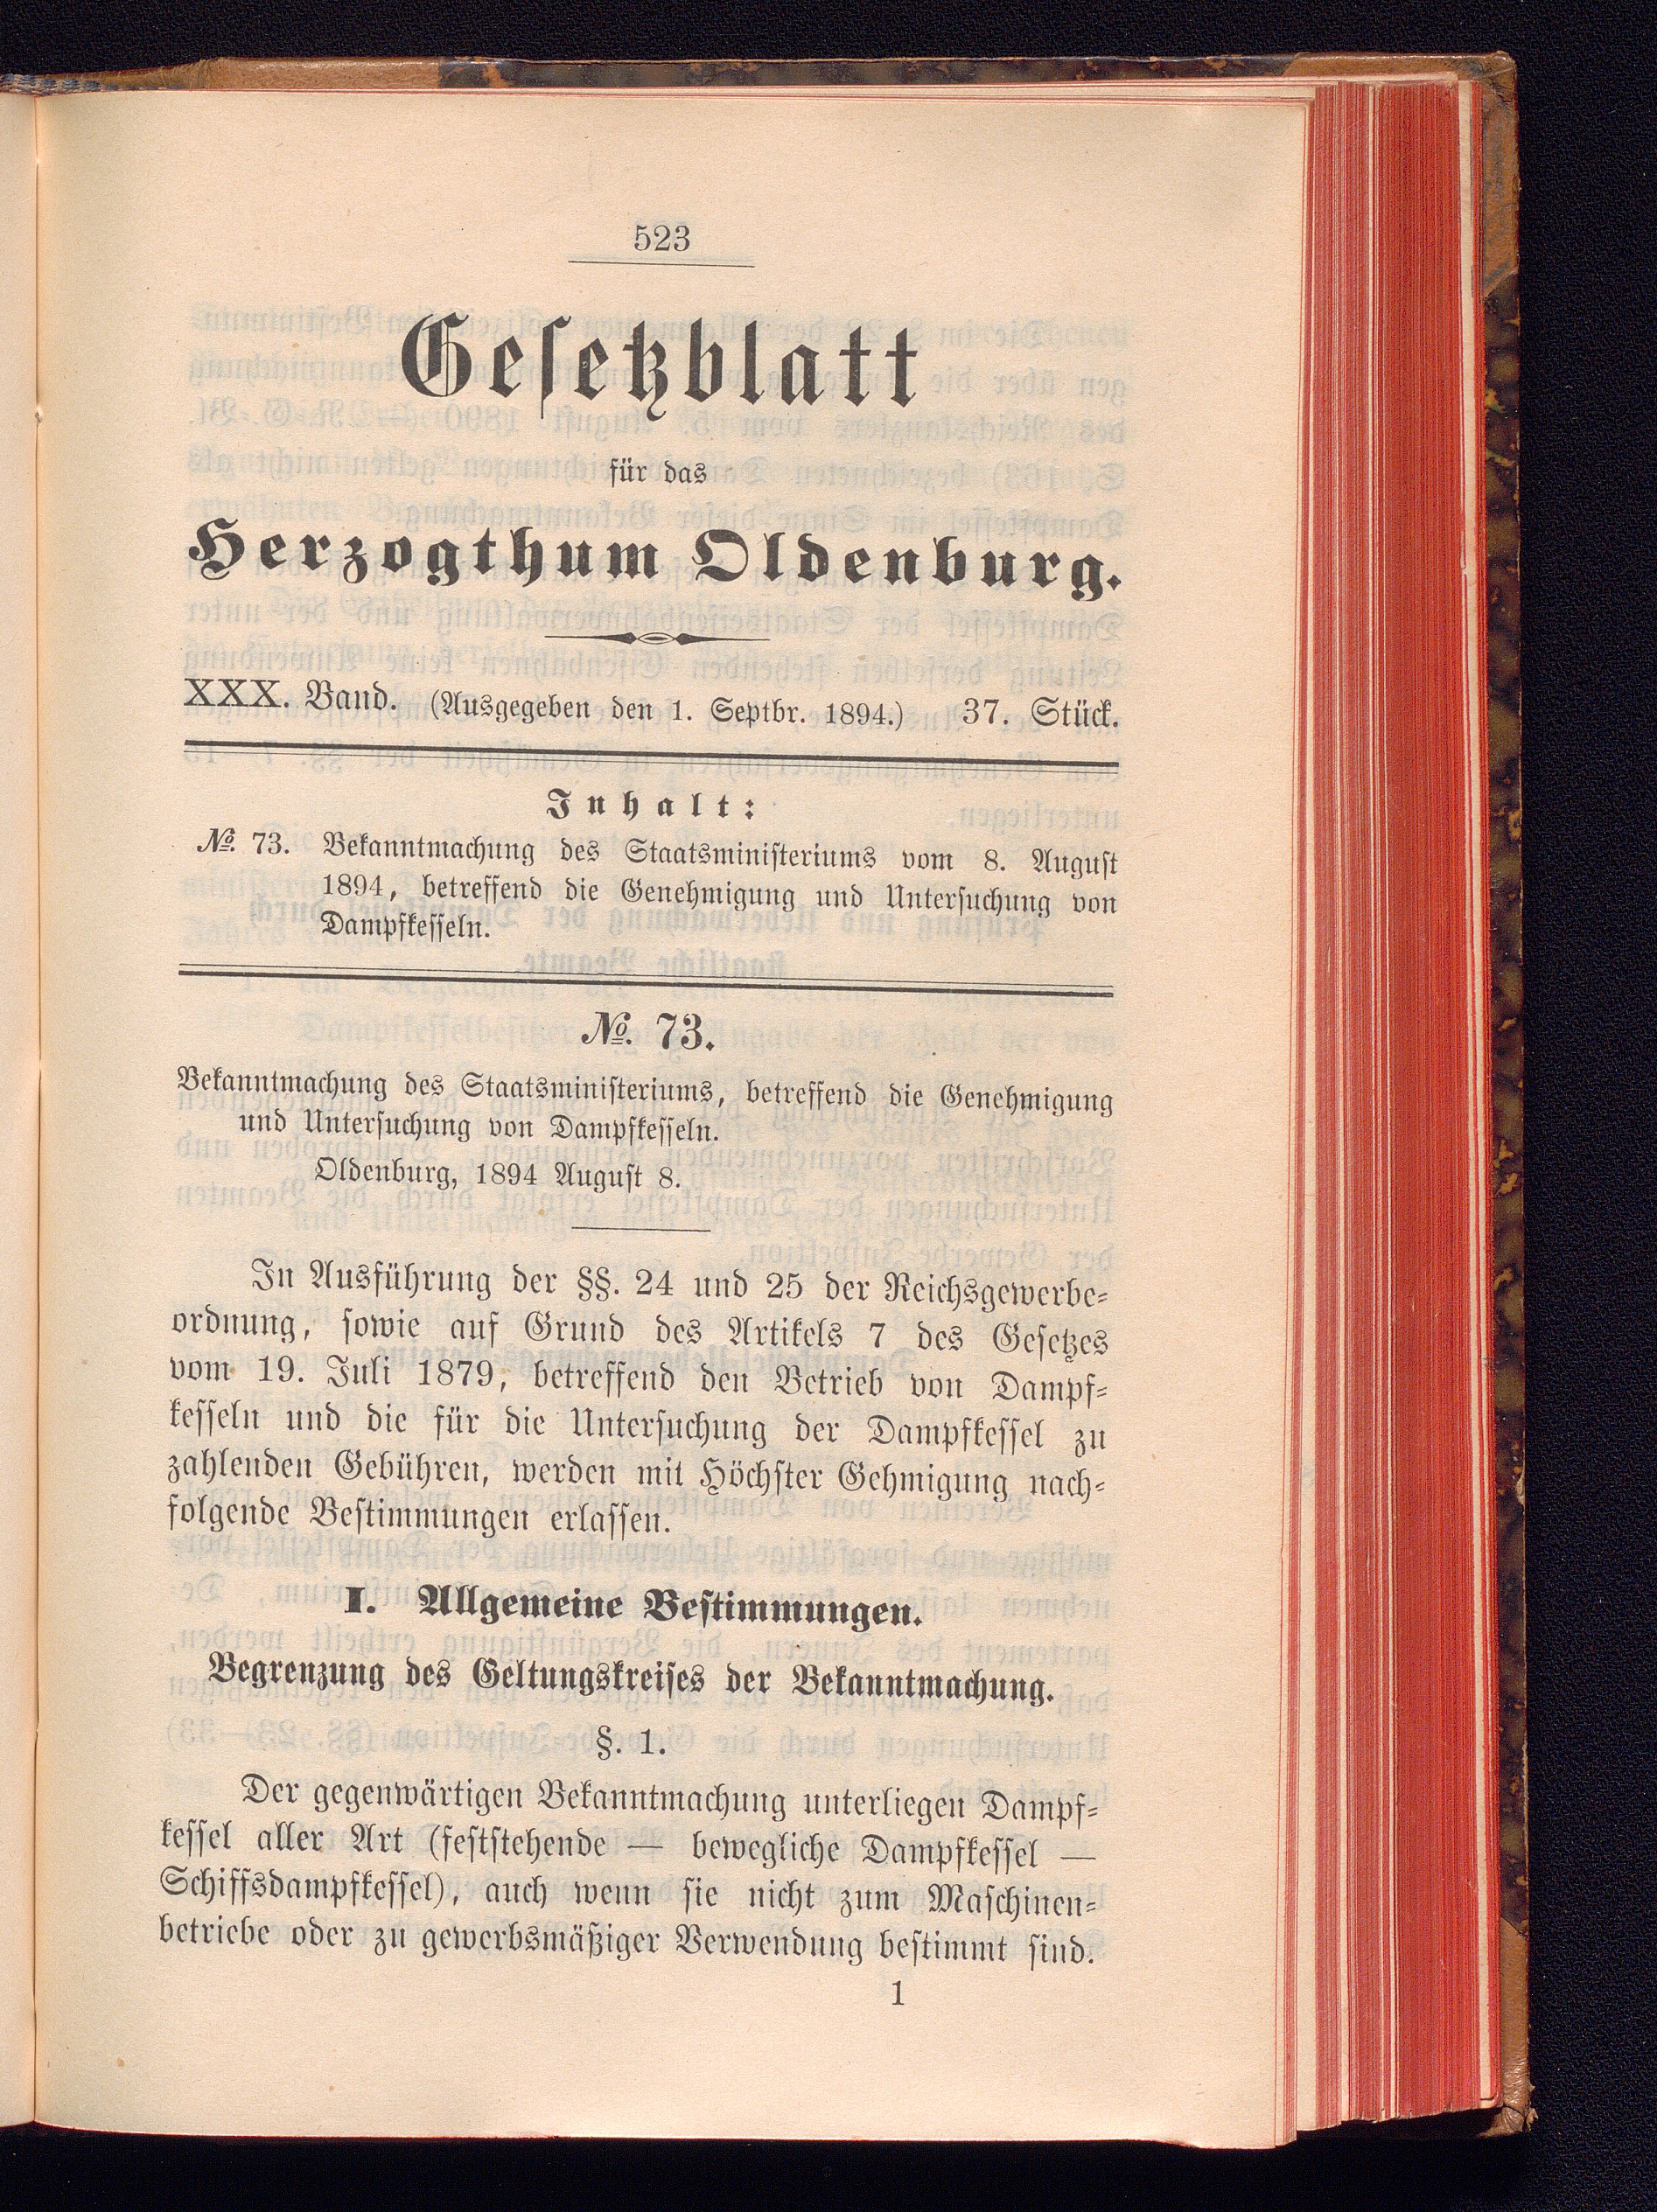 523
Gesetzblatt
für das
Herzogthum Oldenburg.
XXX. Band. (Ausgegeben den 1. Septbr. 1894.) 37. Stück.
Inhalt:
№. 73. Bekanntmachung des Staatsministeriums vom 8. August
1894, betreffend die Genehmigung und Untersuchung von
Dampfkesseln.
№. 73.
Bekanntmachung des Staatsministeriums, betreffend die Genehmigung
und Untersuchung von Dampfkesseln.
Oldenburg, 1894 August 8.
In Ausführung der §§. 24 und 25 der Reichsgewerbe-
ordnung, sowie auf Grund des Artikels 7 des Gesetzes
vom 19. Juli 1879, betreffend den Betrieb von Dampf-
kesseln und die für die Untersuchung der Dampfkessel zu
zahlenden Gebühren, werden mit Höchster Gehmigung nach-
folgende Bestimmungen erlassen.
I. Allgemeine Bestimmungen.
Begrenzung des Geltungskreises der Bekanntmachung.
§. 1.
Der gegenwärtigen Bekanntmachung unterliegen Dampf-
kessel aller Art (feststehende — bewegliche Dampfkessel —
Schiffsdampfkessel), auch wenn sie nicht zum Maschinen-
betriebe oder zu gewerbsmäßiger Verwendung bestimmt sind.
1